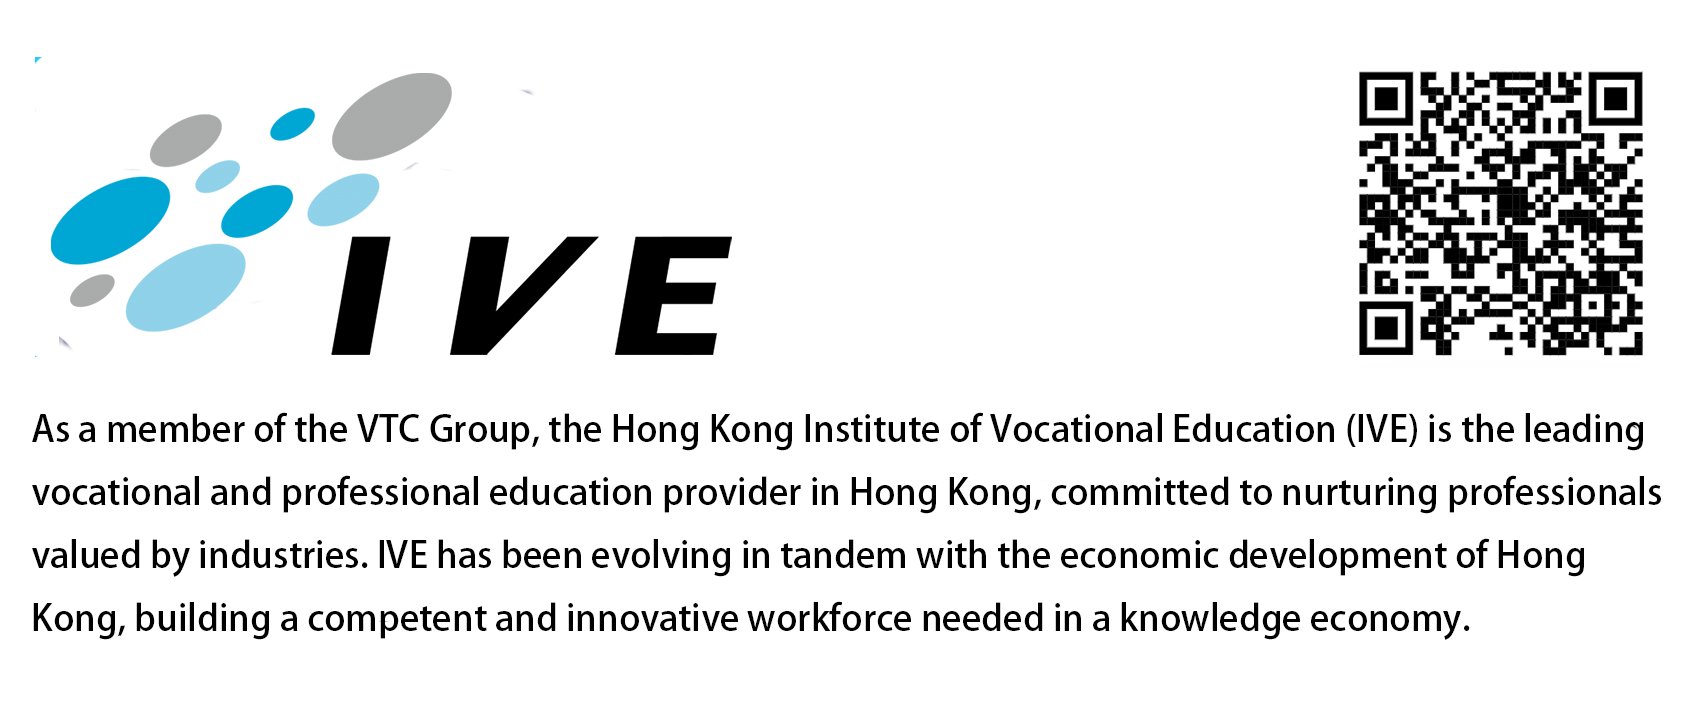 IVE
As a member of the VTC Group, the Hong Kong Institute of Vocational Education (IVE) is the leading
vocational and professional education provider in Hong Kong, committed to nurturing professionals
valued by industries. IVE has been evolving in tandem with the economic development of Hong
Kong, building a competent and innovative workforce needed in a knowledge economy.